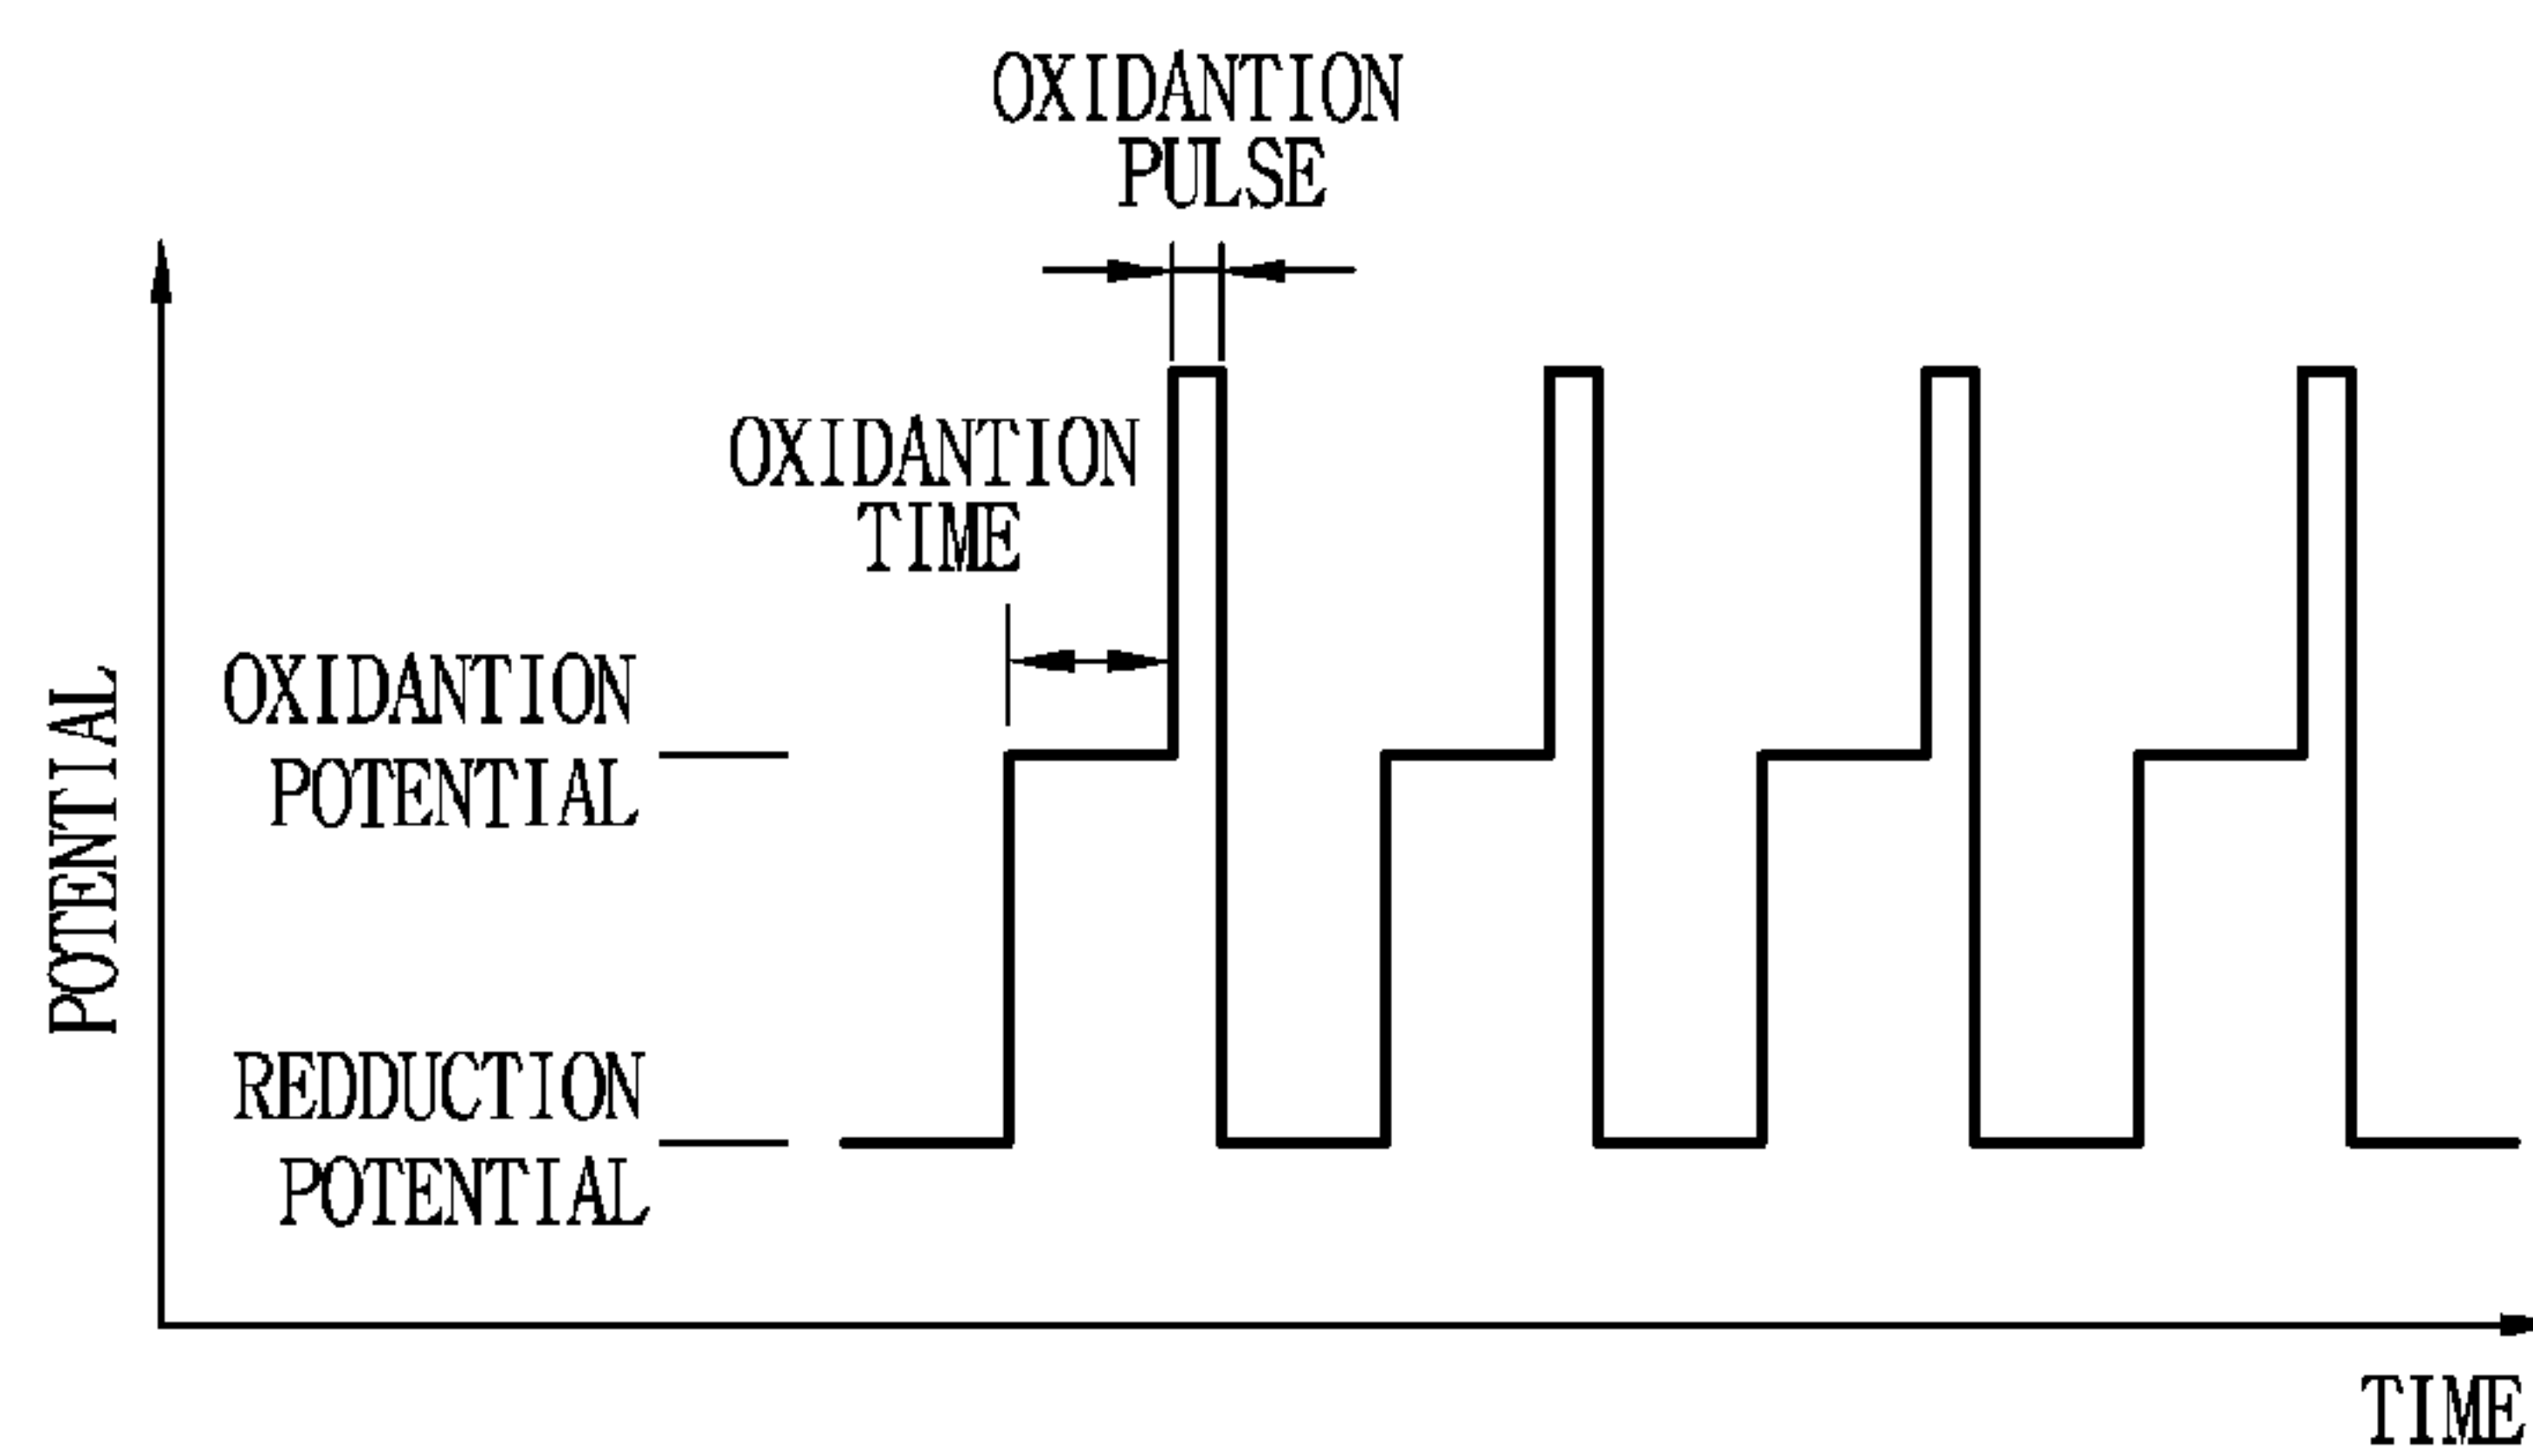 OXIDANTION
PULSE
OXIDANTION
TIME
OXIDANTION
POTENTIAL
POTENTIAL
REDDUCTION
POTENTIAL
TIME